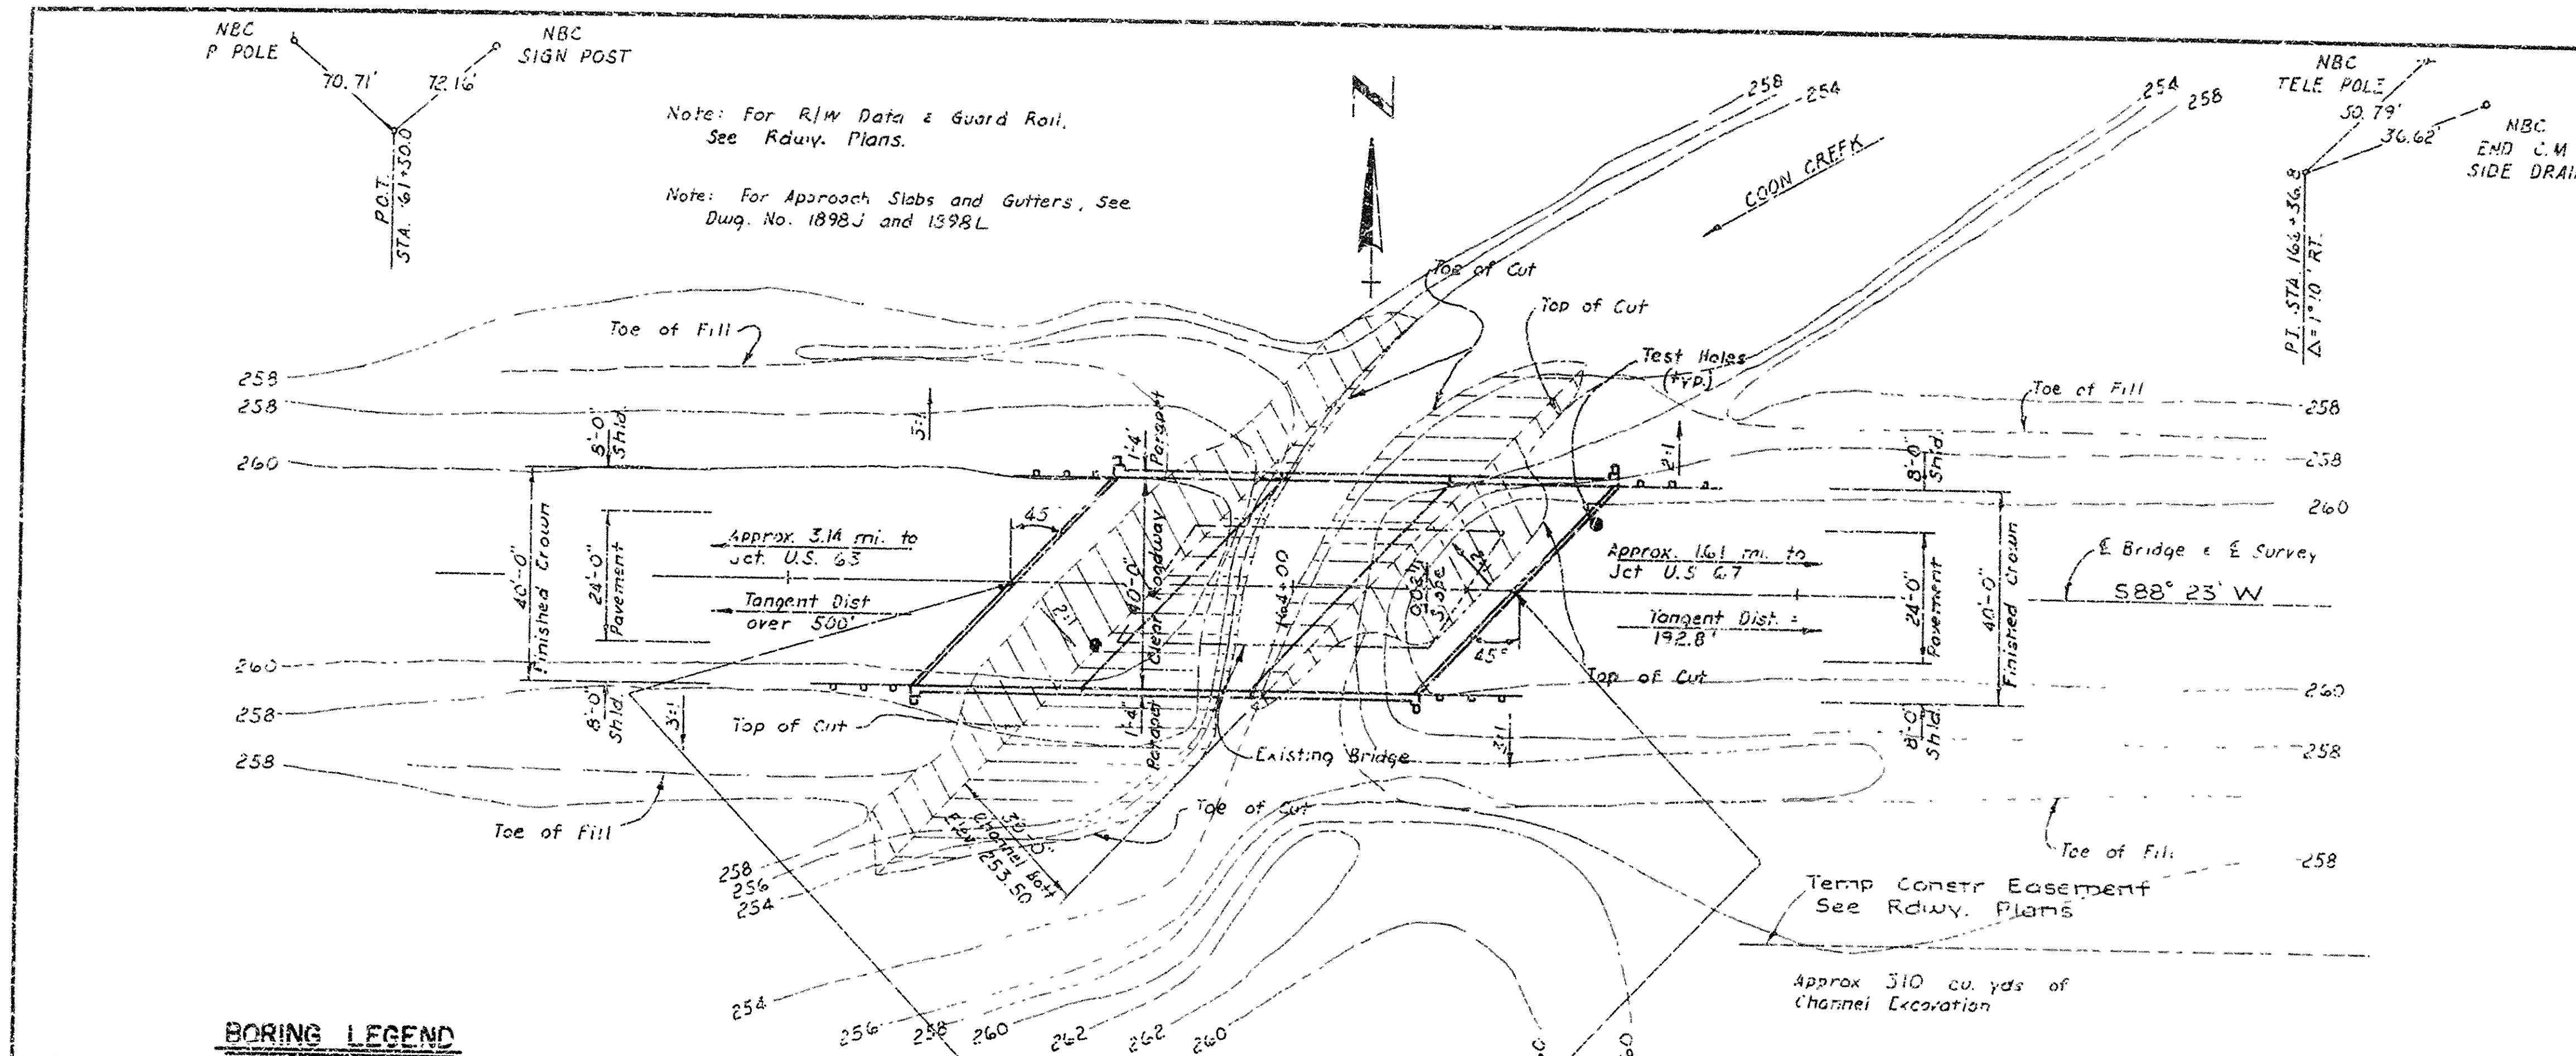 NBC
P POLE
NBC
SIGN POST
70.71'
72.16'
P.O.T.
STA. 61+50.0
Note: For R/W Data & Guard Rail,
See Rdwy. Plans.
Note: For Approach Slabs and Gutters, See
Dwg. No. 1898J and 1898L
N
258
254
COON CREEK
254
258
NBC
TELE POLE
50.79'
36.62'
NBC
END C.M
SIDE DRAIN
P.I. STA. 166+36.8
Δ=1°10' RT.
Toe of Cut
Top of Cut
Test Holes
(typ.)
Toe of Fill
Toe of Fill
258
258
260
8'-0"
Shld.
5:1
1'-4"
Parapet
2:1
8'-0"
Shld.
258
258
260
40'-0"
Finished Crown
24'-0"
Pavement
Approx. 3.14 mi. to
Jct. U.S. 63
Tangent Dist
over 500'
45°
2:1
40'-0"
Clear Roadway
164+00
Slope
Approx. 1.61 mi. to
Jct U.S 67
Tangent Dist. =
192.8'
45°
24'-0"
Pavement
40'-0"
Finished Crown
℄ Bridge & ℄ Survey
S88° 23' W
260
258
258
8'-0"
Shld.
3:1
Top of Cut
1'-4"
Parapet
Existing Bridge
3:1
Top of Cut
8'-0"
Shld.
260
258
258
Toe of Fill
Toe of Cut
30'-0"
Channel Bott
Elev. 253.50
Toe of Fill
258
256
254
Temp Constr Easement
See Rdwy. Plans
Approx 310 cu. yds of
Channel Excavation
254
256
258
260
262
262
260
60
60
BORING LEGEND